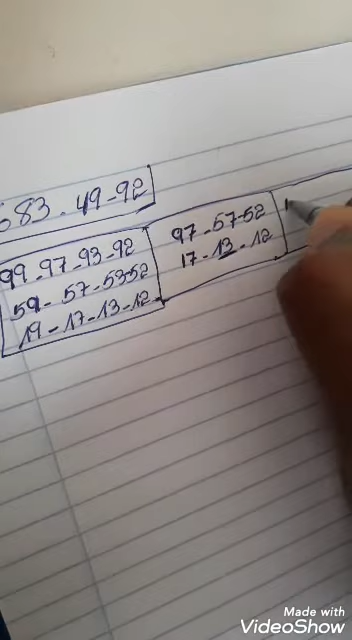 83 - 49 - 92
99 - 97 - 93 - 92
59 - 57 - 53-52
19 - 17 - 13 - 12
97 - 57-52
17 - 13 - 12
Made with
VideoShow